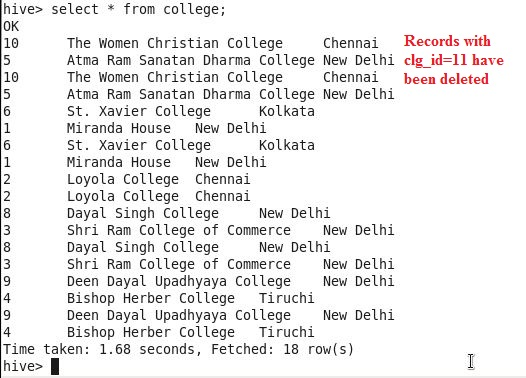 hive> select * from college;
OK
10 The Women Christian College Chennai
5 Atma Ram Sanatan Dharma College New Delhi
10 The Women Christian College Chennai
5 Atma Ram Sanatan Dharma College New Delhi
6 St. Xavier College Kolkata
1 Miranda House New Delhi
6 St. Xavier College Kolkata
1 Miranda House New Delhi
2 Loyola College Chennai
2 Loyola College Chennai
8 Dayal Singh College New Delhi
3 Shri Ram College of Commerce New Delhi
8 Dayal Singh College New Delhi
3 Shri Ram College of Commerce New Delhi
9 Deen Dayal Upadhyaya College New Delhi
4 Bishop Herber College Tiruchi
9 Deen Dayal Upadhyaya College New Delhi
4 Bishop Herber College Tiruchi
Time taken: 1.68 seconds, Fetched: 18 row(s)
hive>
Records with
clg_id=11 have
been deleted